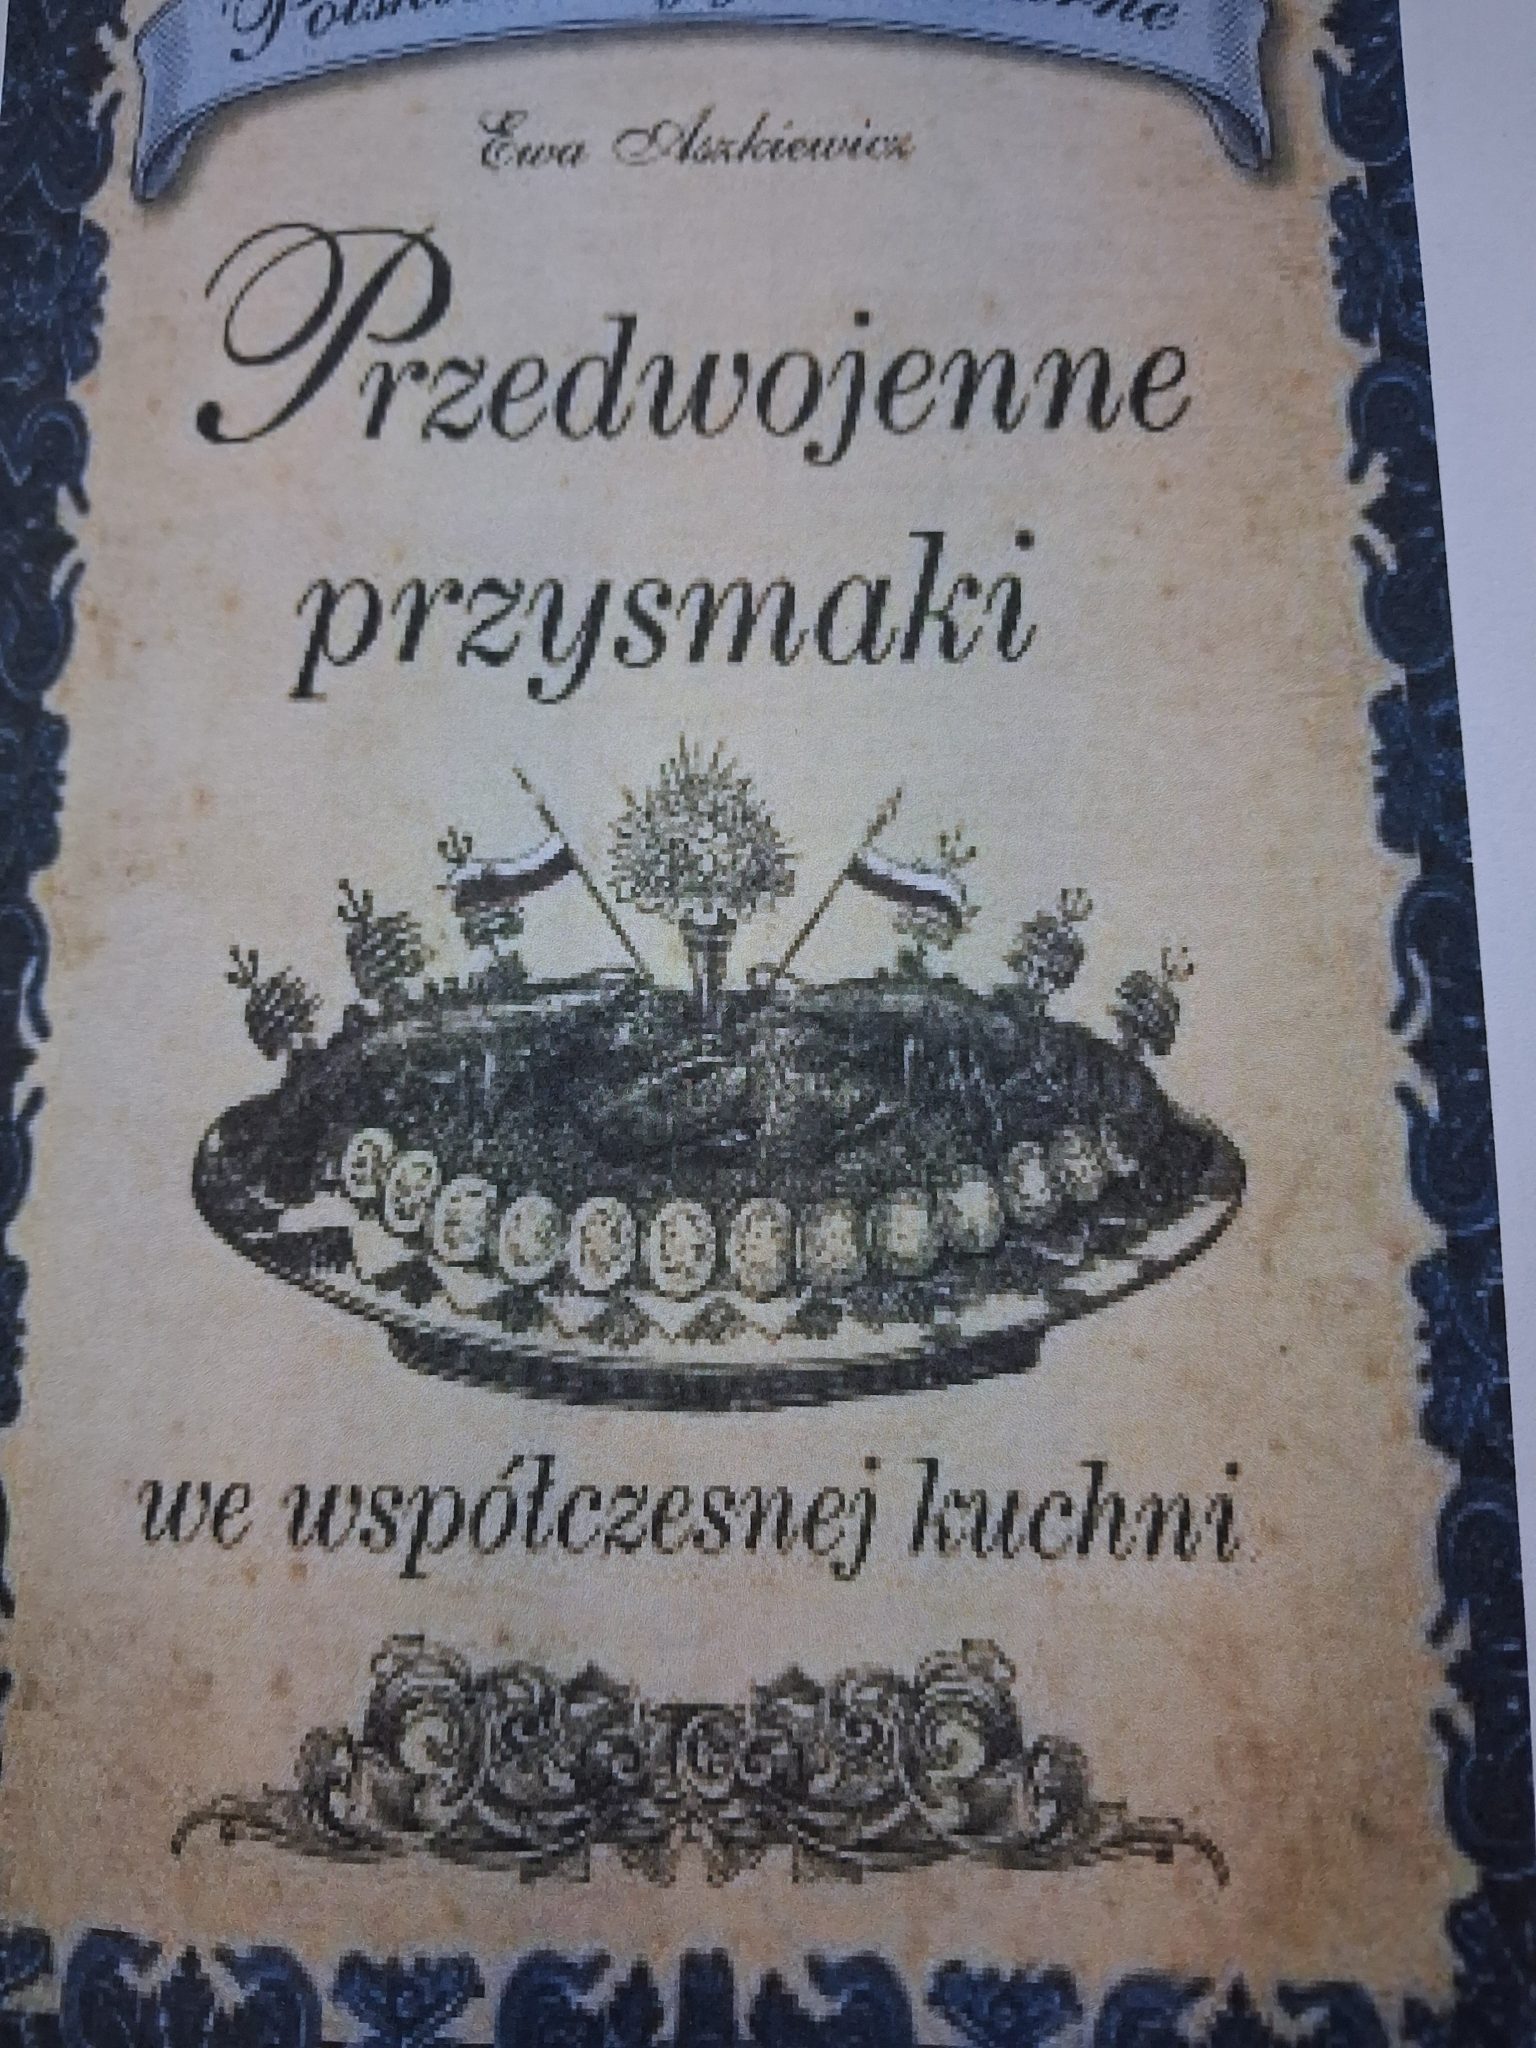 Ewa Aszkiewicz
Przedwojenne
przysmaki
we współczesnej kuchni